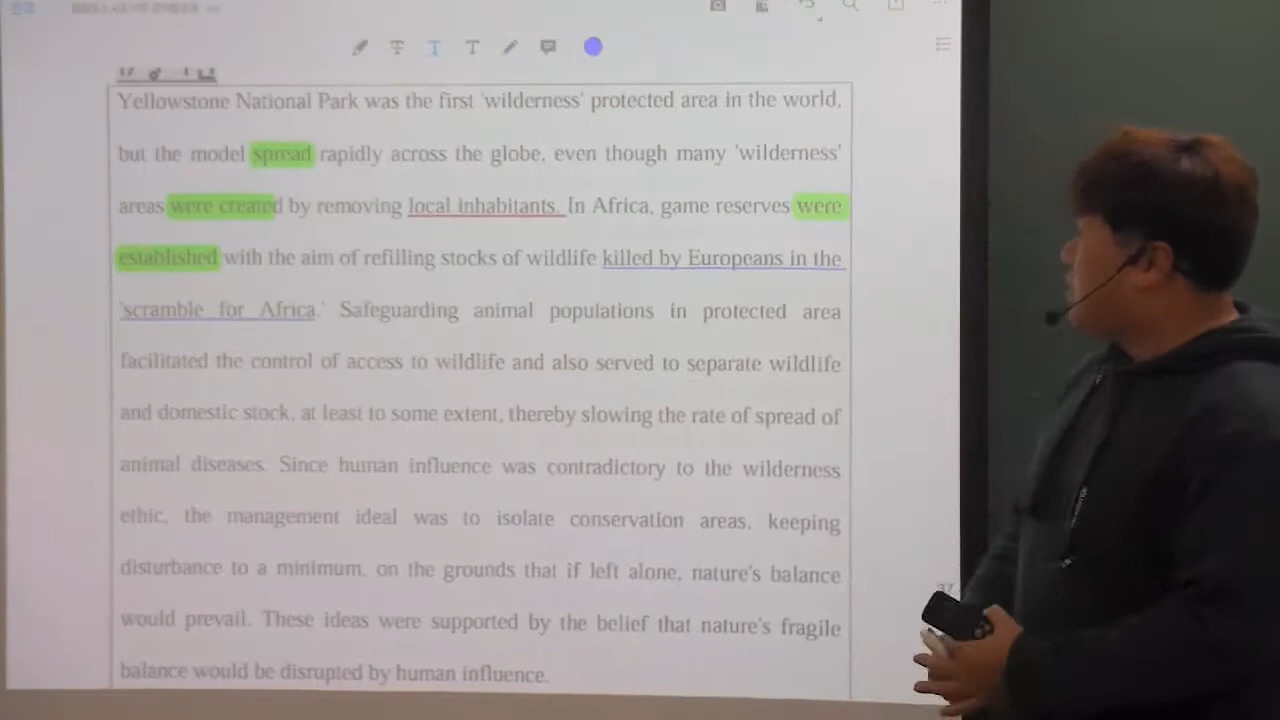 Yellowstone National Park was the first 'wilderness' protected area in the world,
but the model spread rapidly across the globe, even though many 'wilderness'
areas were created by removing local inhabitants. In Africa, game reserves were
established with the aim of refilling stocks of wildlife killed by Europeans in the
'scramble for Africa.' Safeguarding animal populations in protected area
facilitated the control of access to wildlife and also served to separate wildlife
and domestic stock, at least to some extent, thereby slowing the rate of spread of
animal diseases. Since human influence was contradictory to the wilderness
ethic, the management ideal was to isolate conservation areas, keeping
disturbance to a minimum, on the grounds that if left alone, nature's balance
would prevail. These ideas were supported by the belief that nature's fragile
balance would be disrupted by human influence.